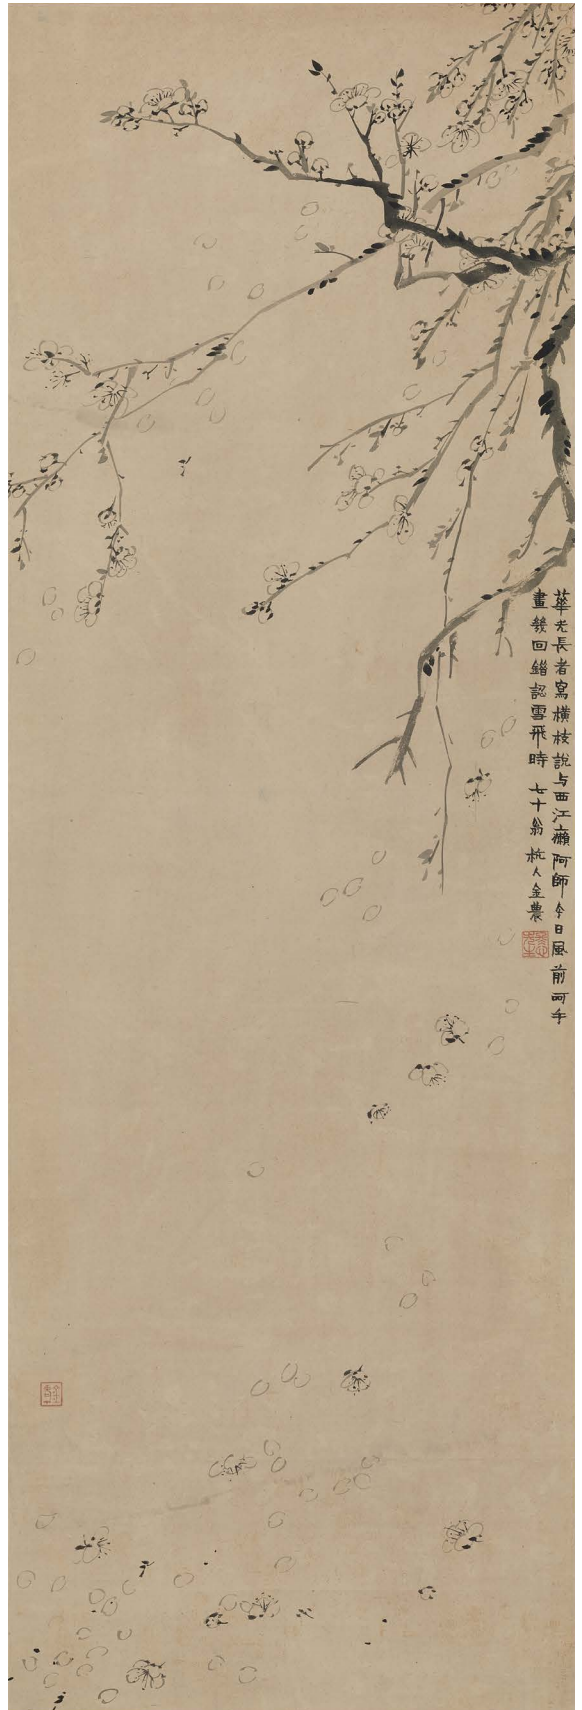 華光長者寫橫枝說与西江癩阿師今日風前呵手
畫幾回錯認雪飛時 七十翁杭人金農